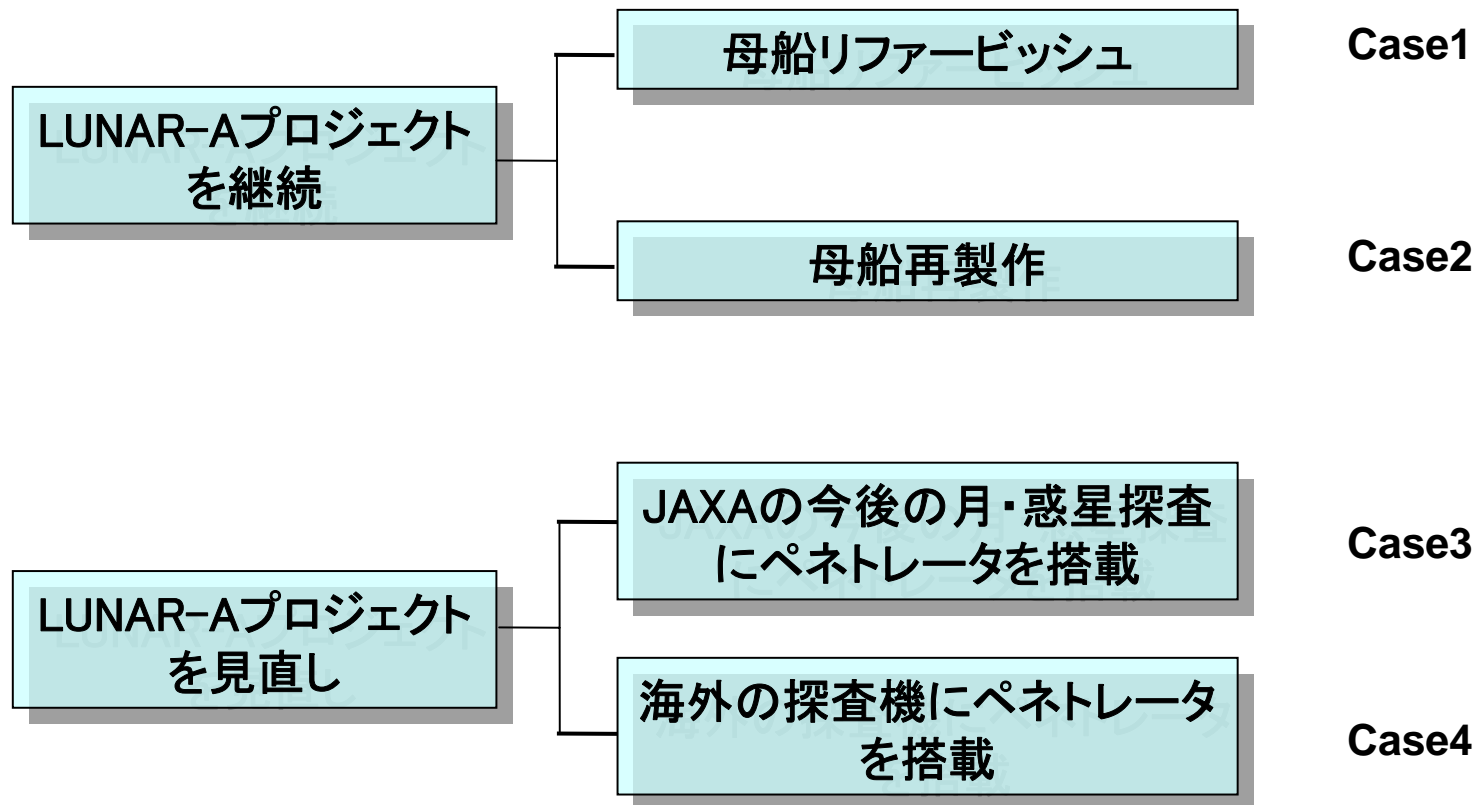 母船リファービッシュ
Case1
LUNAR-Aプロジェクト
を継続
母船再製作
Case2
JAXAの今後の月・惑星探査
にペネトレータを搭載
Case3
LUNAR-Aプロジェクト
を見直し
海外の探査機にペネトレータ
を搭載
Case4